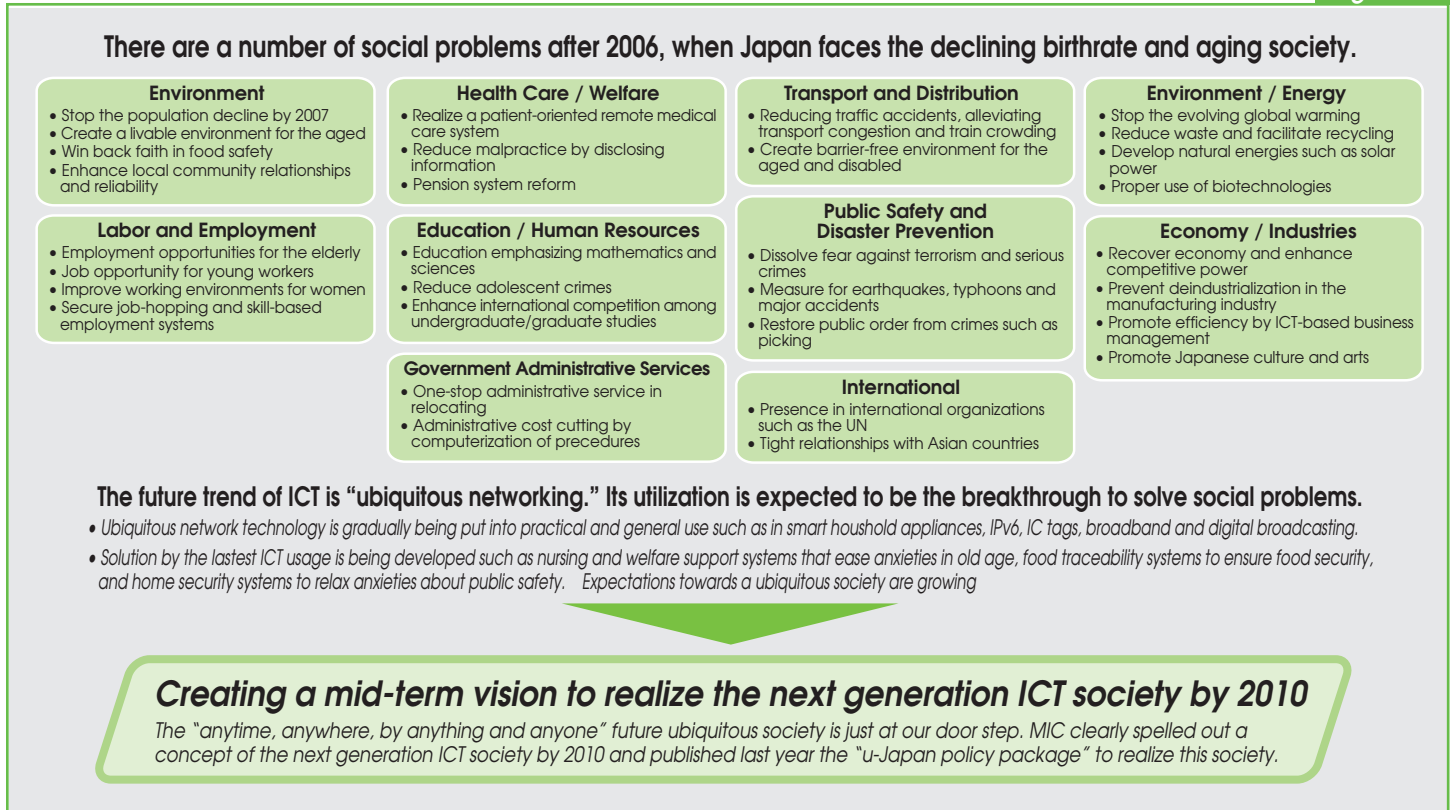 There are a number of social problems after 2006, when Japan faces the declining birthrate and aging society.
Environment
• Stop the population decline by 2007
• Create a livable environment for the aged
• Win back faith in food safety
• Enhance local community relationships
and reliability
Health Care / Welfare
• Realize a patient-oriented remote medical
care system
• Reduce malpractice by disclosing
information
• Pension system reform
Transport and Distribution
• Reducing traffic accidents, alleviating
transport congestion and train crowding
• Create barrier-free environment for the
aged and disabled
Environment / Energy
• Stop the evolving global warming
• Reduce waste and facilitate recycling
• Develop natural energies such as solar
power
• Proper use of biotechnologies
Labor and Employment
• Employment opportunities for the elderly
• Job opportunity for young workers
• Improve working environments for women
• Secure job-hopping and skill-based
employment systems
Education / Human Resources
• Education emphasizing mathematics and
sciences
• Reduce adolescent crimes
• Enhance international competition among
undergraduate/graduate studies
Public Safety and
Disaster Prevention
• Dissolve fear against terrorism and serious
crimes
• Measure for earthquakes, typhoons and
major accidents
• Restore public order from crimes such as
picking
Economy / Industries
• Recover economy and enhance
competitive power
• Prevent deindustrialization in the
manufacturing industry
• Promote efficiency by ICT-based business
management
• Promote Japanese culture and arts
Government Administrative Services
• One-stop administrative service in
relocating
• Administrative cost cutting by
computerization of precedures
International
• Presence in international organizations
such as the UN
• Tight relationships with Asian countries
The future trend of ICT is “ubiquitous networking.” Its utilization is expected to be the breakthrough to solve social problems.
• Ubiquitous network technology is gradually being put into practical and general use such as in smart houshold appliances, IPv6, IC tags, broadband and digital broadcasting.
• Solution by the lastest ICT usage is being developed such as nursing and welfare support systems that ease anxieties in old age, food traceability systems to ensure food security,
and home security systems to relax anxieties about public safety. Expectations towards a ubiquitous society are growing
Creating a mid-term vision to realize the next generation ICT society by 2010
The “anytime, anywhere, by anything and anyone” future ubiquitous society is just at our door step. MIC clearly spelled out a
concept of the next generation ICT society by 2010 and published last year the “u-Japan policy package” to realize this society.